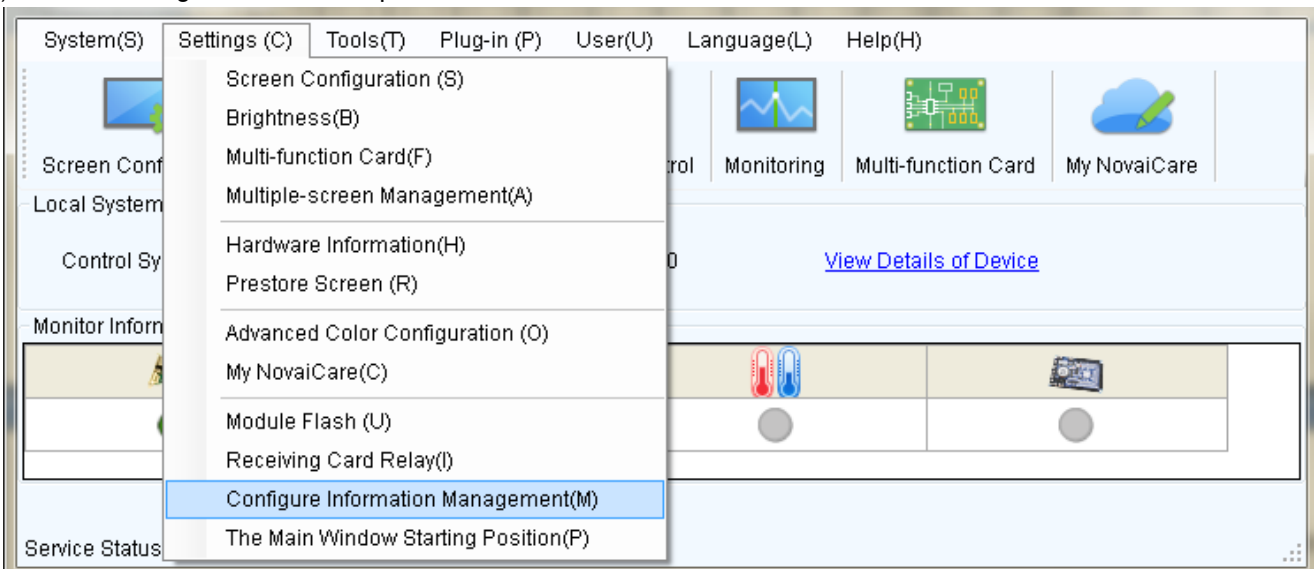 System(S) Settings (C) Tools(T) Plug-in (P) User(U) Language(L) Help(H)
Screen Configuration (S)
Brightness(B)
Multi-function Card(F)
Multiple-screen Management(A)
Hardware Information(H)
Prestore Screen (R)
Advanced Color Configuration (O)
My NovaiCare(C)
Module Flash (U)
Receiving Card Relay(I)
Configure Information Management(M)
The Main Window Starting Position(P)
Screen Conf rol Monitoring Multi-function Card My NovaiCare
Local System
Control Sy 0 View Details of Device
Monitor Inforn
Service Status